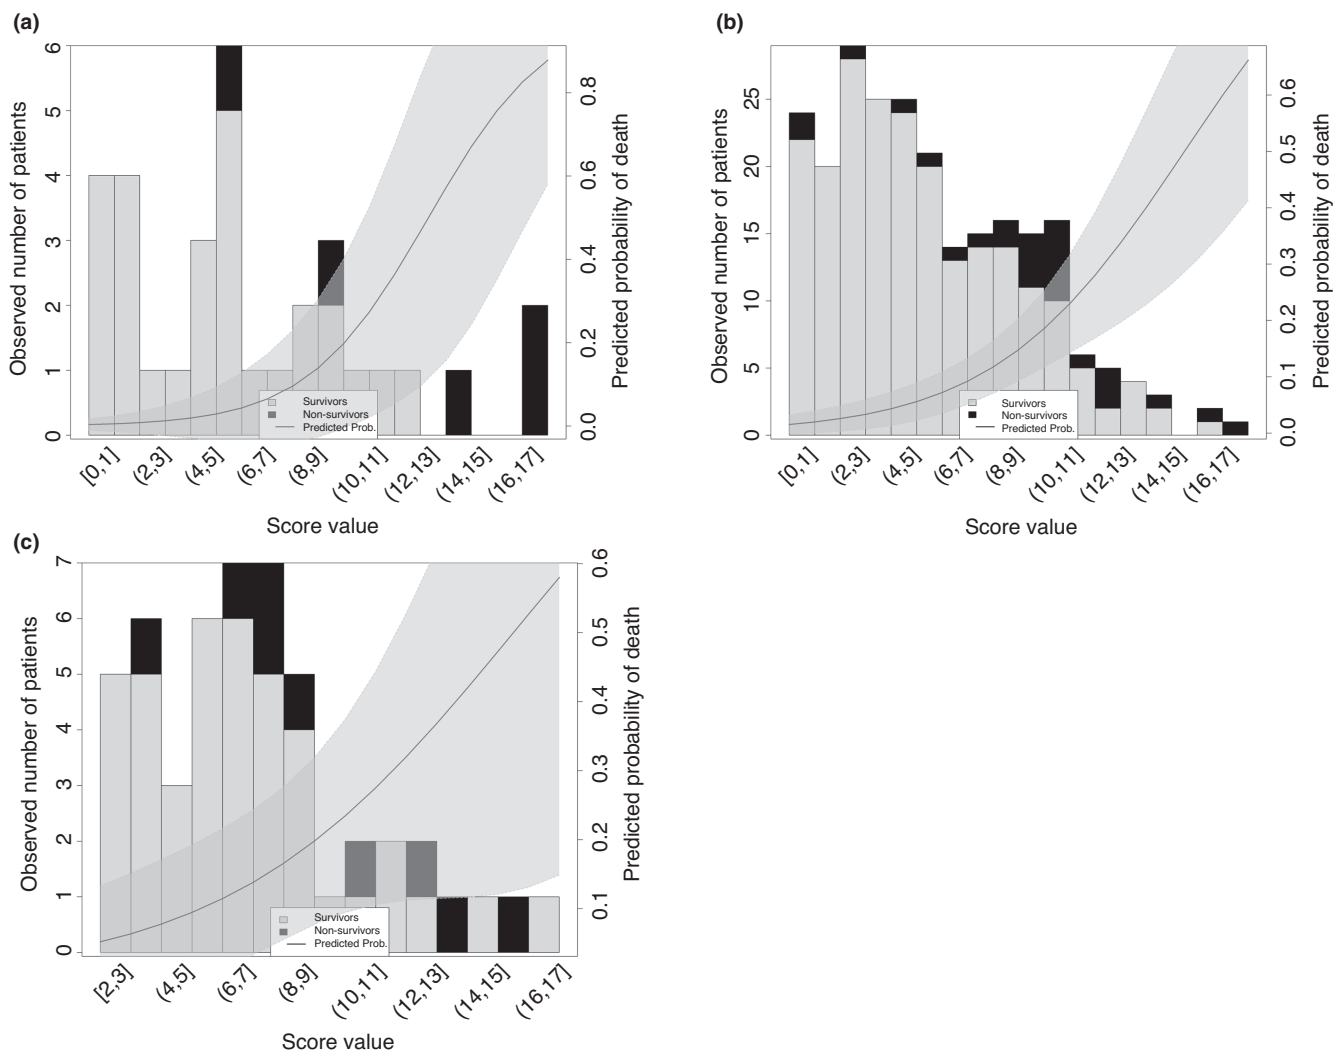 (a)
Observed number of patients
0 1 2 3 4 5 6
Predicted probability of death
0.0 0.2 0.4 0.6 0.8
Survivors
Non-survivors
Predicted Prob.
[0,1] (2,3] (4,5] (6,7] (8,9] (10,11] (12,13] (14,15] (16,17]
Score value
(b)
Observed number of patients
0 5 10 15 20 25
Predicted probability of death
0.0 0.1 0.2 0.3 0.4 0.5 0.6
Survivors
Non-survivors
Predicted Prob.
[0,1] (2,3] (4,5] (6,7] (8,9] (10,11] (12,13] (14,15] (16,17]
Score value
(c)
Observed number of patients
0 1 2 3 4 5 6 7
Predicted probability of death
0.1 0.2 0.3 0.4 0.5 0.6
Survivors
Non-survivors
Predicted Prob.
[2,3] (4,5] (6,7] (8,9] (10,11] (12,13] (14,15] (16,17]
Score value